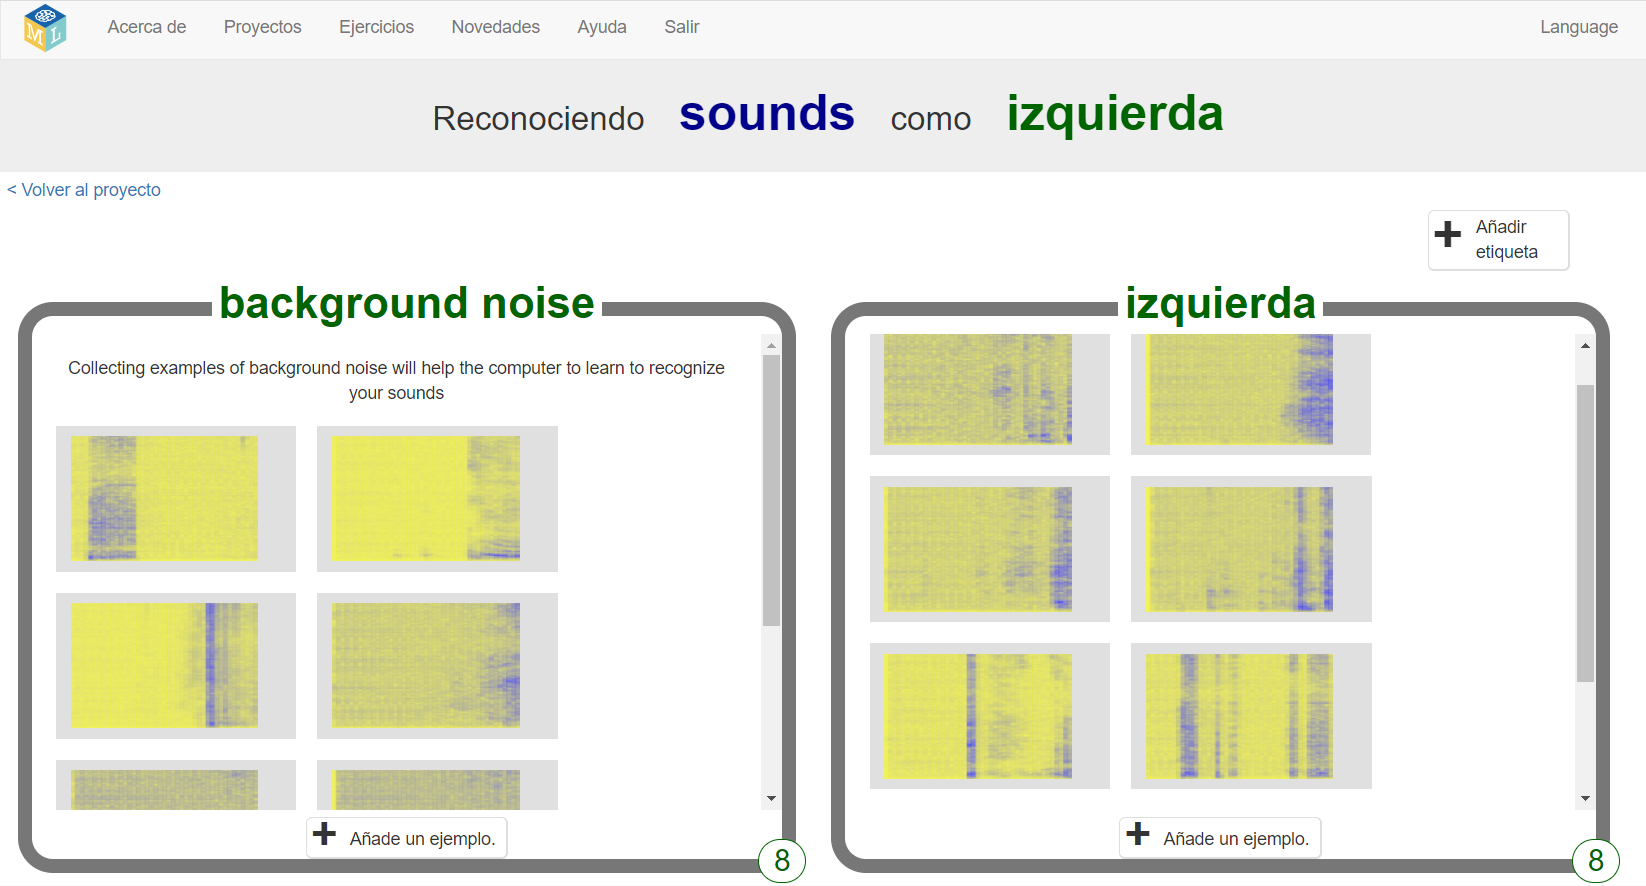 M L
Acerca de Proyectos Ejercicios Novedades Ayuda Salir Language
Reconociendo sounds como izquierda
< Volver al proyecto
Añadir
etiqueta
background noise
Collecting examples of background noise will help the computer to learn to recognize
your sounds
Añade un ejemplo.
8
izquierda
Añade un ejemplo.
8